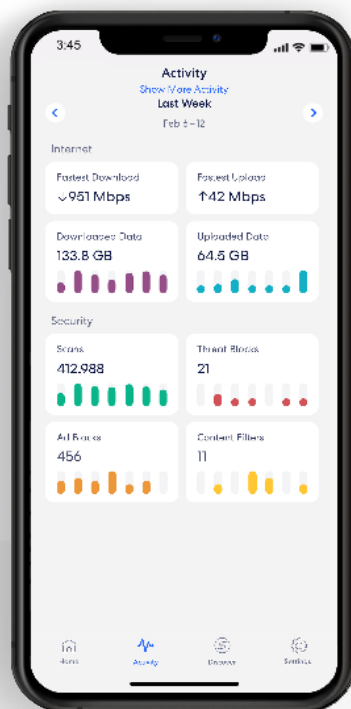 3:45
Activity
Show More Activity
Last Week
Feb 6–12
Internet
Fastest Download
↓951 Mbps
Fastest Upload
↑42 Mbps
Downloaded Data
133.8 GB
Uploaded Data
64.5 GB
Security
Scans
412,988
Threat Blocks
21
Ad Blocks
456
Content Filters
11
Home
Activity
Discover
Settings